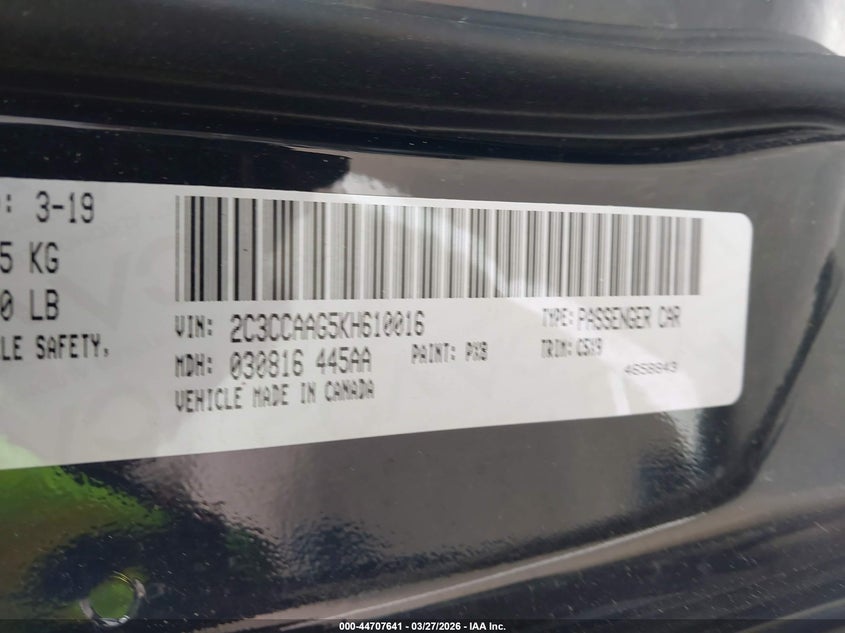 : 3-19
5 KG
0 LB
LE SAFETY,
VIN: 2C3CCAAG5KH610016
TYPE: PASSENGER CAR
MDH: 030816 445AA
PAINT: PX8
TRIM: C5X9
VEHICLE MADE IN CANADA
4658843
000-44707641 / 03/27/2026 – IAA Inc.